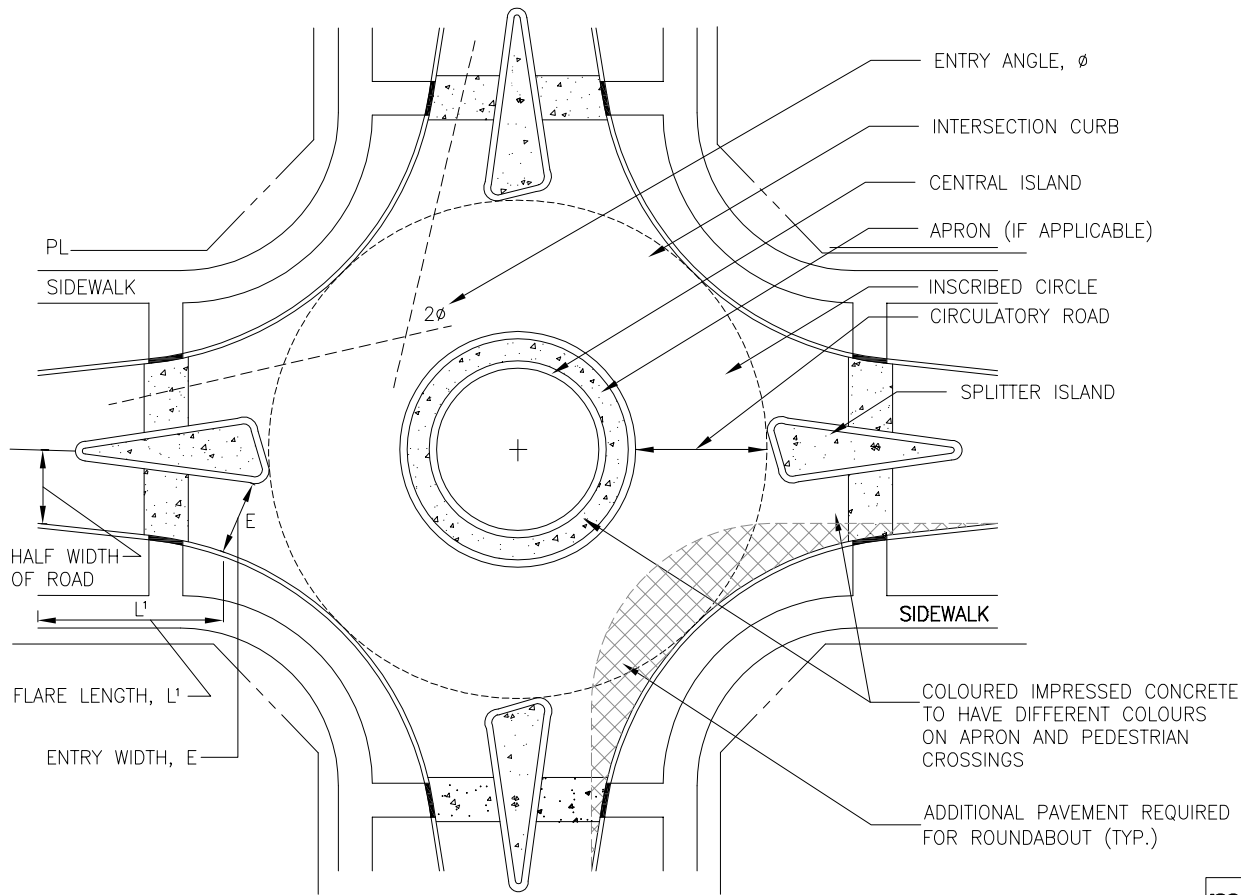 ENTRY ANGLE, ø
INTERSECTION CURB
CENTRAL ISLAND
APRON (IF APPLICABLE)
INSCRIBED CIRCLE
CIRCULATORY ROAD
SPLITTER ISLAND
PL
SIDEWALK
2ø
E
HALF WIDTH
OF ROAD
L¹
SIDEWALK
FLARE LENGTH, L¹
ENTRY WIDTH, E
COLOURED IMPRESSED CONCRETE
TO HAVE DIFFERENT COLOURS
ON APRON AND PEDESTRIAN
CROSSINGS
ADDITIONAL PAVEMENT REQUIRED
FOR ROUNDABOUT (TYP.)